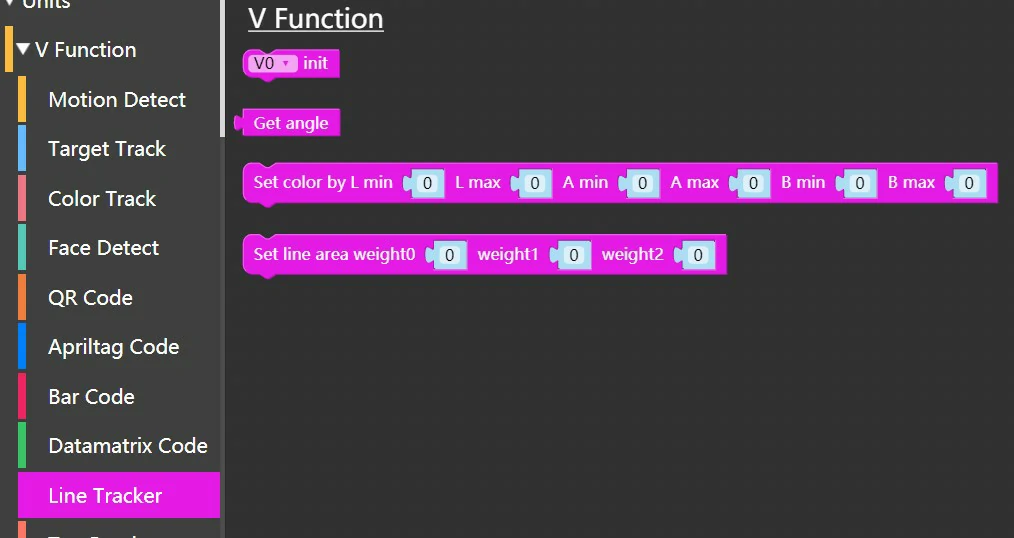 Units
V Function
Motion Detect
Target Track
Color Track
Face Detect
QR Code
Apriltag Code
Bar Code
Datamatrix Code
Line Tracker
V Function
V0 init
Get angle
Set color by L min 0 L max 0 A min 0 A max 0 B min 0 B max 0
Set line area weight0 0 weight1 0 weight2 0